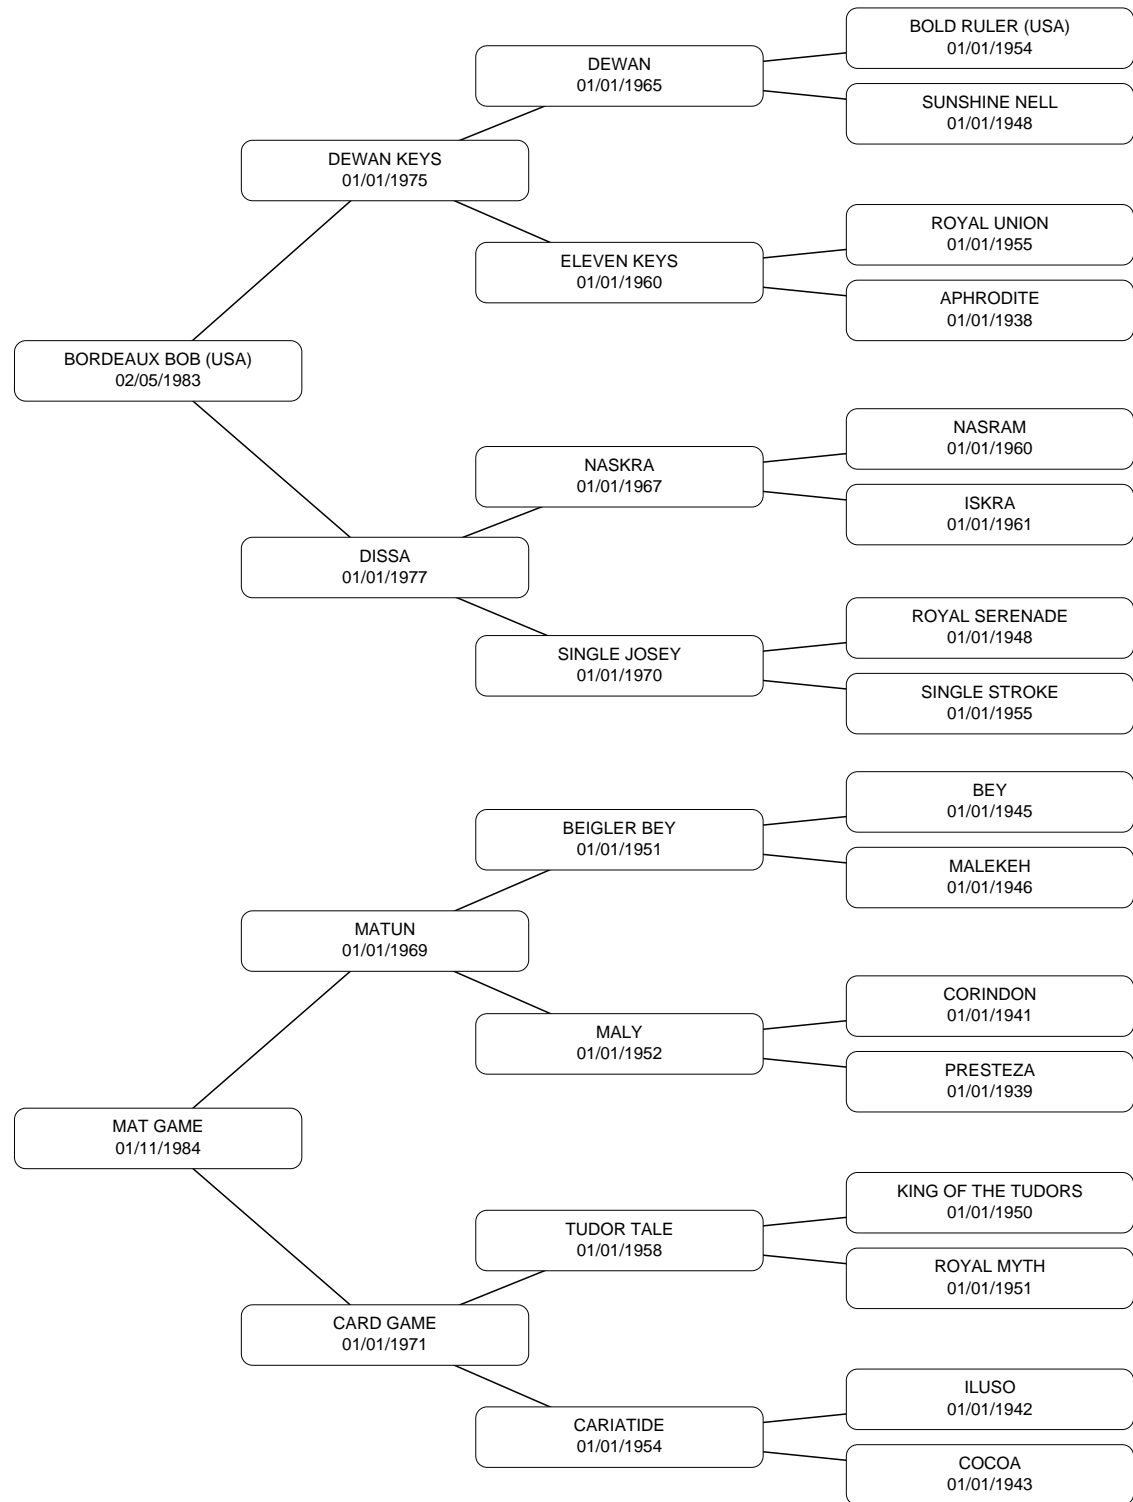 BOLD RULER (USA)
01/01/1954
DEWAN
01/01/1965
SUNSHINE NELL
01/01/1948
DEWAN KEYS
01/01/1975
ROYAL UNION
01/01/1955
ELEVEN KEYS
01/01/1960
APHRODITE
01/01/1938
BORDEAUX BOB (USA)
02/05/1983
NASRAM
01/01/1960
NASKRA
01/01/1967
ISKRA
01/01/1961
DISSA
01/01/1977
ROYAL SERENADE
01/01/1948
SINGLE JOSEY
01/01/1970
SINGLE STROKE
01/01/1955
BEY
01/01/1945
BEIGLER BEY
01/01/1951
MALEKEH
01/01/1946
MATUN
01/01/1969
CORINDON
01/01/1941
MALY
01/01/1952
PRESTEZA
01/01/1939
MAT GAME
01/11/1984
KING OF THE TUDORS
01/01/1950
TUDOR TALE
01/01/1958
ROYAL MYTH
01/01/1951
CARD GAME
01/01/1971
ILUSO
01/01/1942
CARIATIDE
01/01/1954
COCOA
01/01/1943